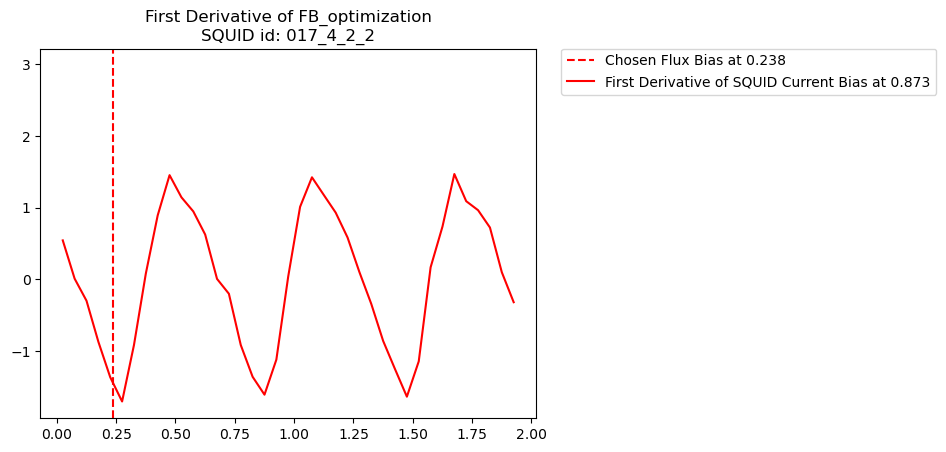 First Derivative of FB_optimization
SQUID id: 017_4_2_2
3
2
1
0
−1
0.00 0.25 0.50 0.75 1.00 1.25 1.50 1.75 2.00
Chosen Flux Bias at 0.238
First Derivative of SQUID Current Bias at 0.873